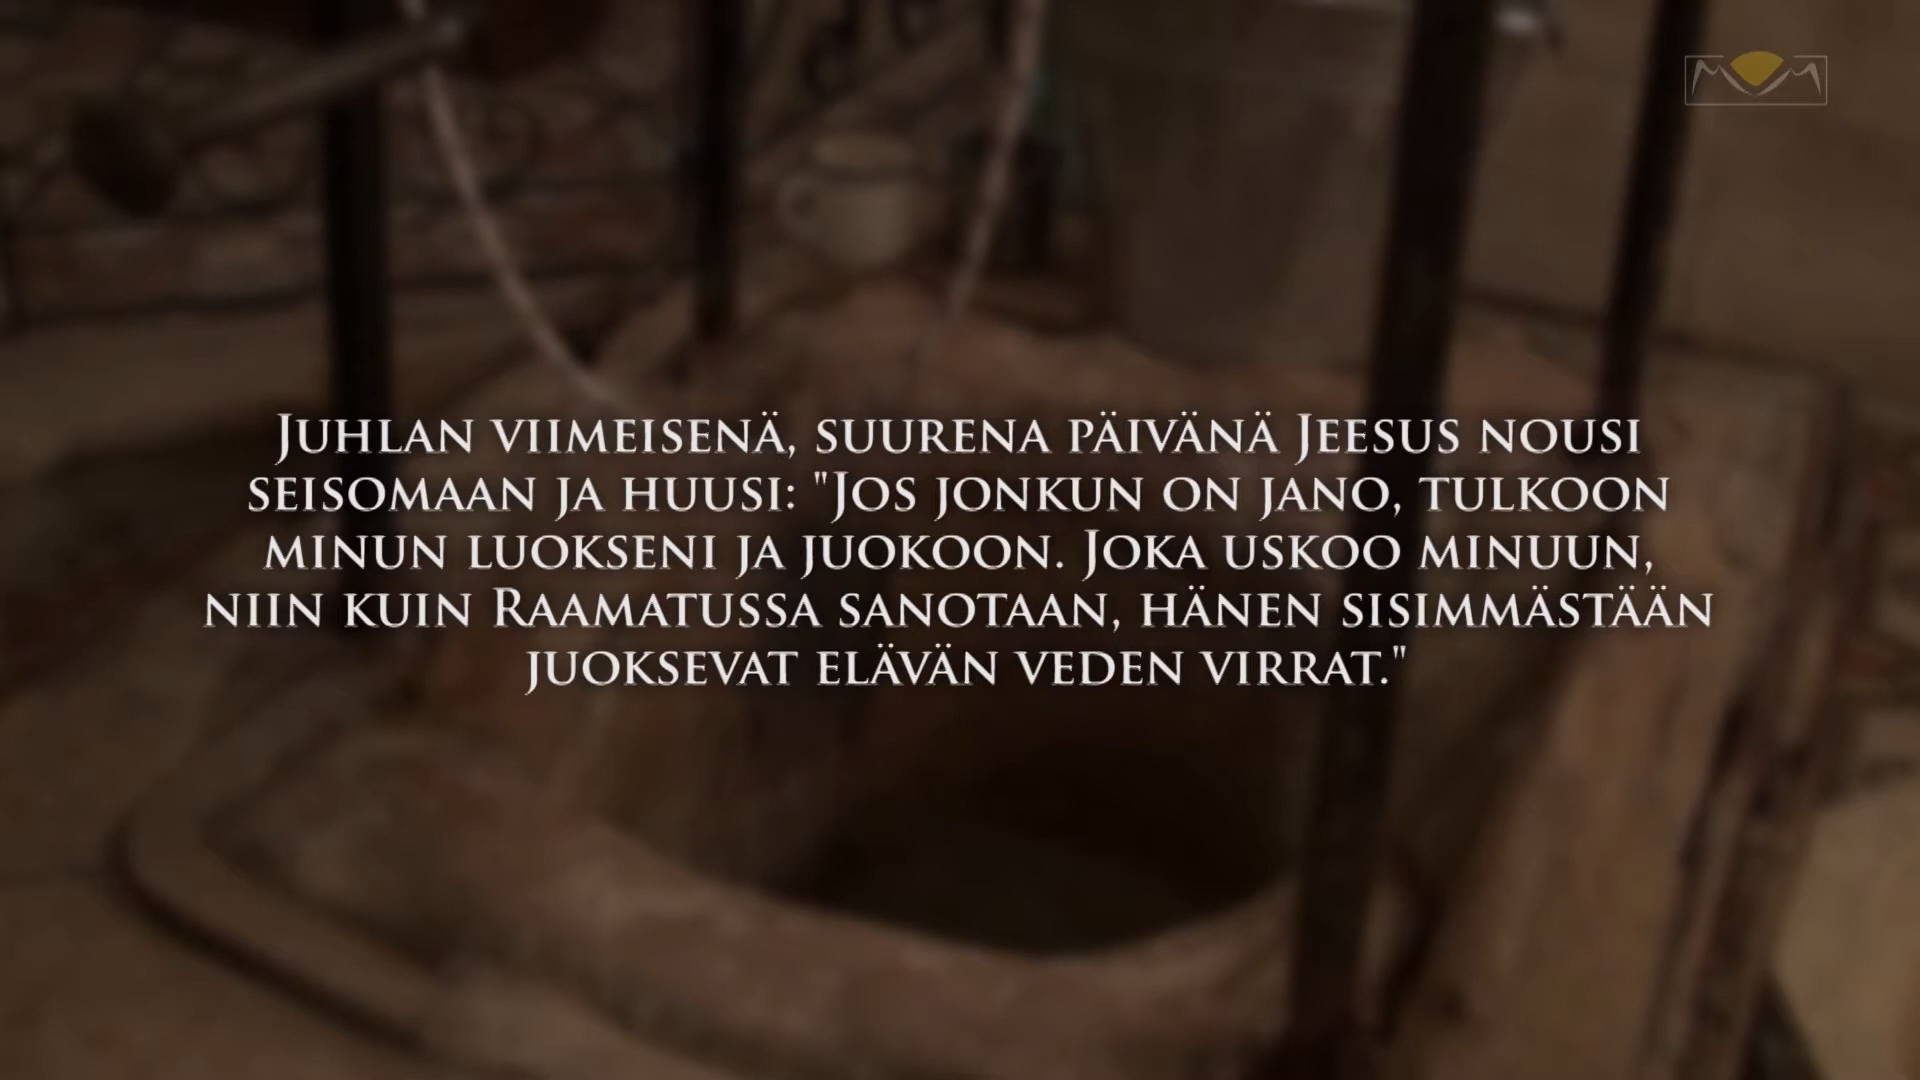 Juhlan viimeisenä, suurena päivänä Jeesus nousi
seisomaan ja huusi: "Jos jonkun on jano, tulkoon
minun luokseni ja juokoon. Joka uskoo minuun,
niin kuin Raamatussa sanotaan, hänen sisimmästään
juoksevat elävän veden virrat."